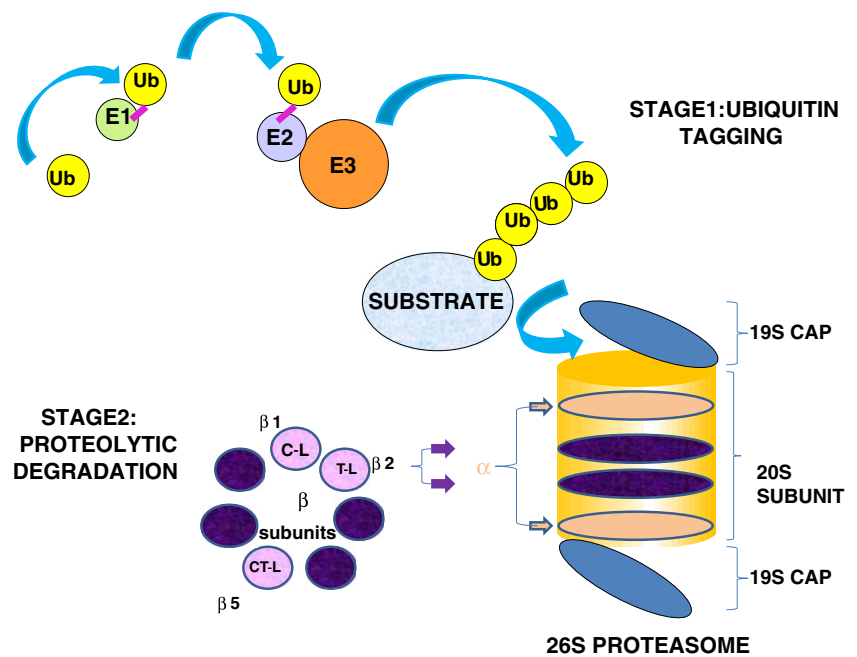 Ub
E1
Ub
Ub
E2
E3
STAGE1:UBIQUITIN
TAGGING
Ub
Ub
Ub
Ub
SUBSTRATE
19S CAP
STAGE2:
PROTEOLYTIC
DEGRADATION
β1
C-L
T-L
β2
β
subunits
CT-L
β5
α
20S
SUBUNIT
19S CAP
26S PROTEASOME